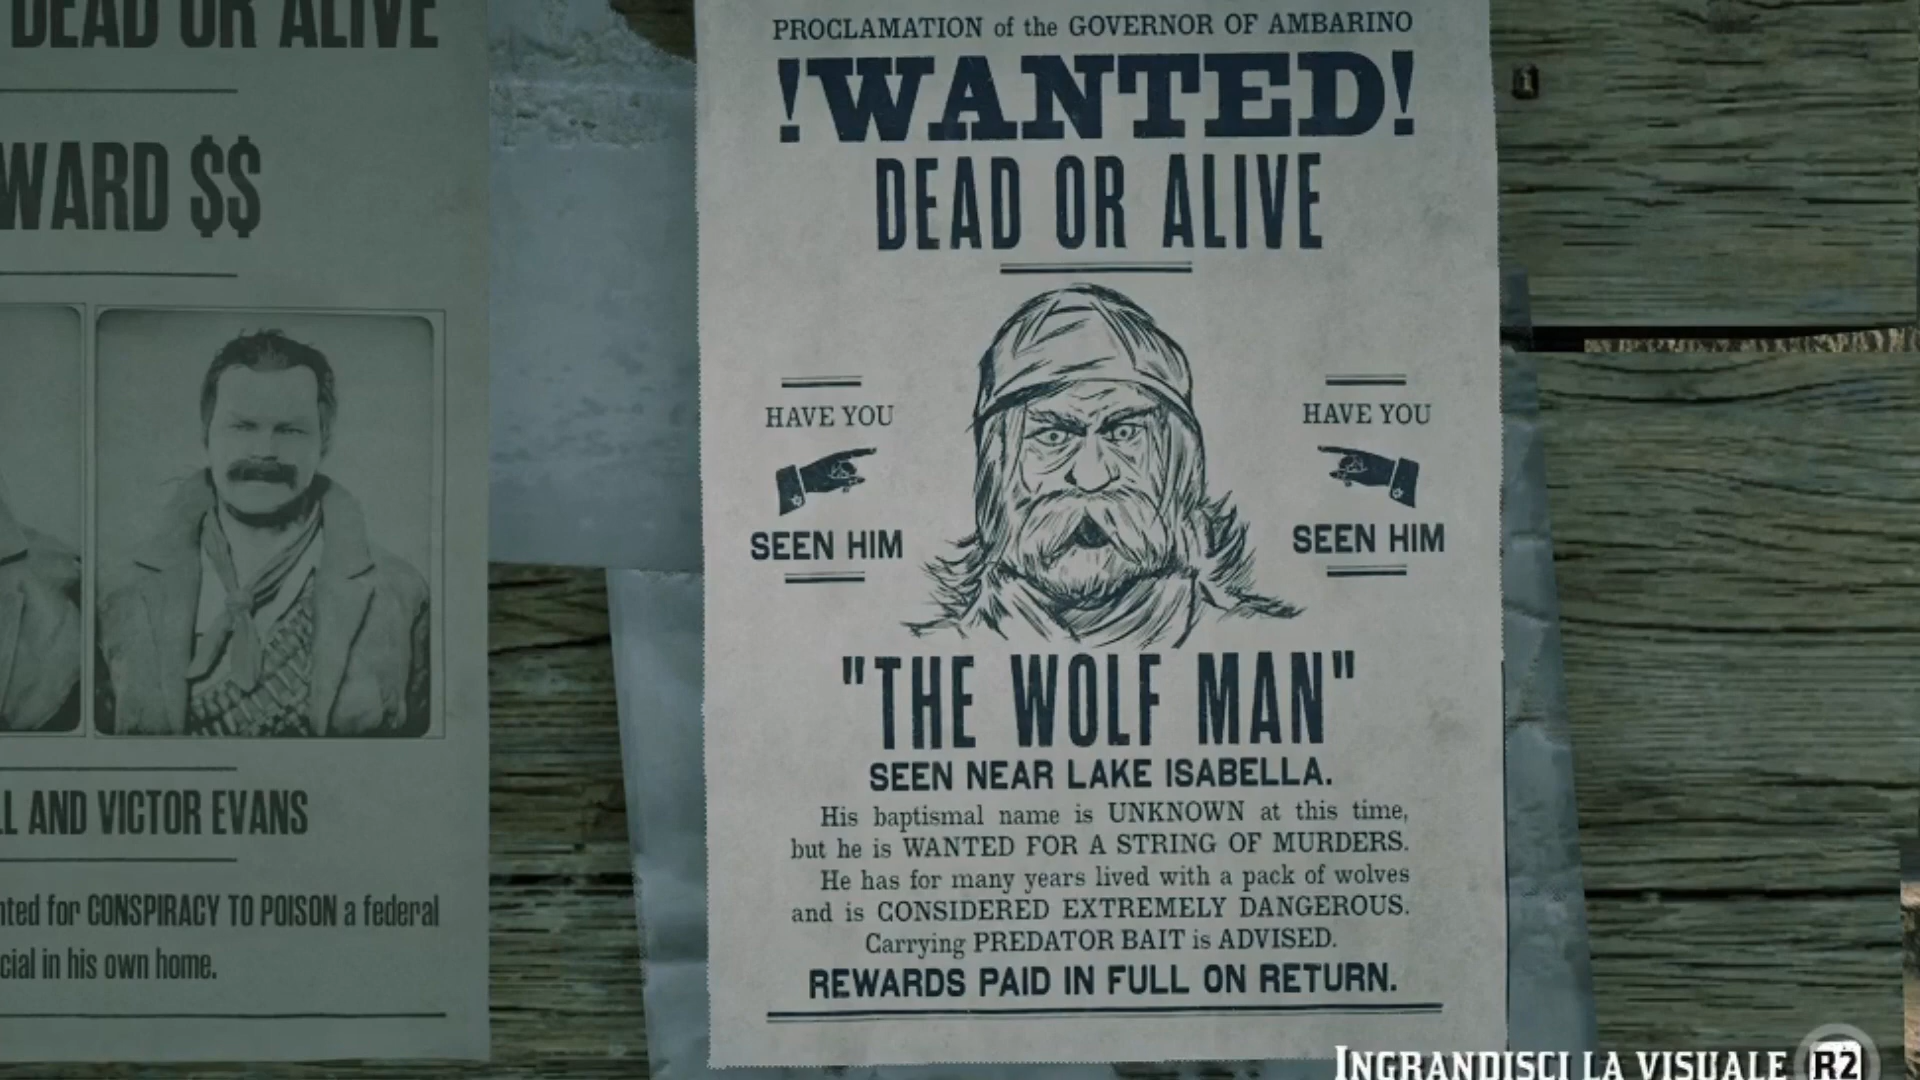 DEAD OR ALIVE
WARD $$
L AND VICTOR EVANS
nted for CONSPIRACY TO POISON a federal
cial in his own home.
PROCLAMATION of the GOVERNOR OF AMBARINO
!WANTED!
DEAD OR ALIVE
HAVE YOU
SEEN HIM
HAVE YOU
SEEN HIM
"THE WOLF MAN"
SEEN NEAR LAKE ISABELLA.
His baptismal name is UNKNOWN at this time,
but he is WANTED FOR A STRING OF MURDERS.
He has for many years lived with a pack of wolves
and is CONSIDERED EXTREMELY DANGEROUS.
Carrying PREDATOR BAIT is ADVISED.
REWARDS PAID IN FULL ON RETURN.
INGRANDISCI LA VISUALE R2